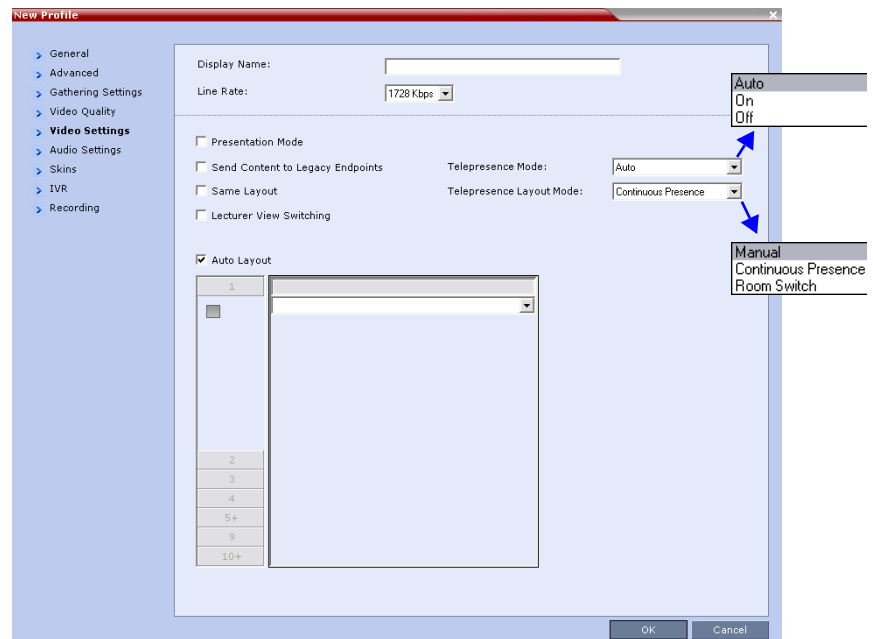 New Profile
General
Advanced
Gathering Settings
Video Quality
Video Settings
Audio Settings
Skins
IVR
Recording
Display Name:
Line Rate: 1728 Kbps
Presentation Mode
Send Content to Legacy Endpoints Telepresence Mode: Auto
Same Layout Telepresence Layout Mode: Continuous Presence
Lecturer View Switching
Auto Layout
1
2
3
4
5+
9
10+
Auto
On
Off
Manual
Continuous Presence
Room Switch
OK Cancel